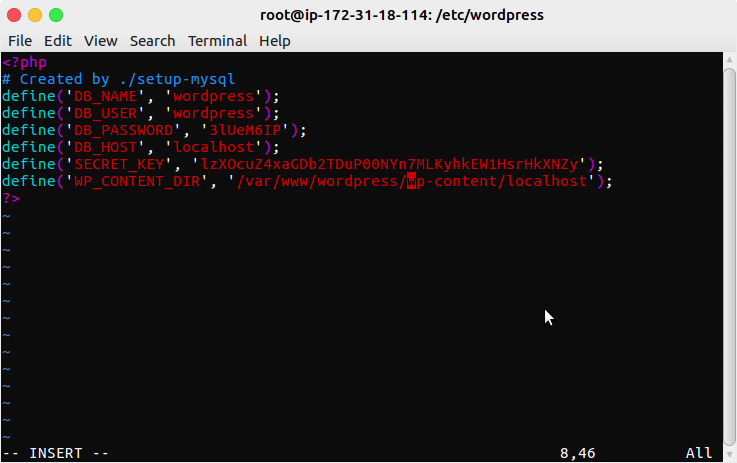 root@ip-172-31-18-114: /etc/wordpress
File Edit View Search Terminal Help
<?php
# Created by ./setup-mysql
define('DB_NAME', 'wordpress');
define('DB_USER', 'wordpress');
define('DB_PASSWORD', '3lUeM6IP');
define('DB_HOST', 'localhost');
define('SECRET_KEY', 'lzXOcuZ4xaGDb2TDuP00NYn7MLKyhkEW1HsrHkXNZy');
define('WP_CONTENT_DIR', '/var/www/wordpress/wp-content/localhost');
?>
~
~
~
~
~
~
~
~
~
~
~
~
~
~
-- INSERT -- 8,46 All